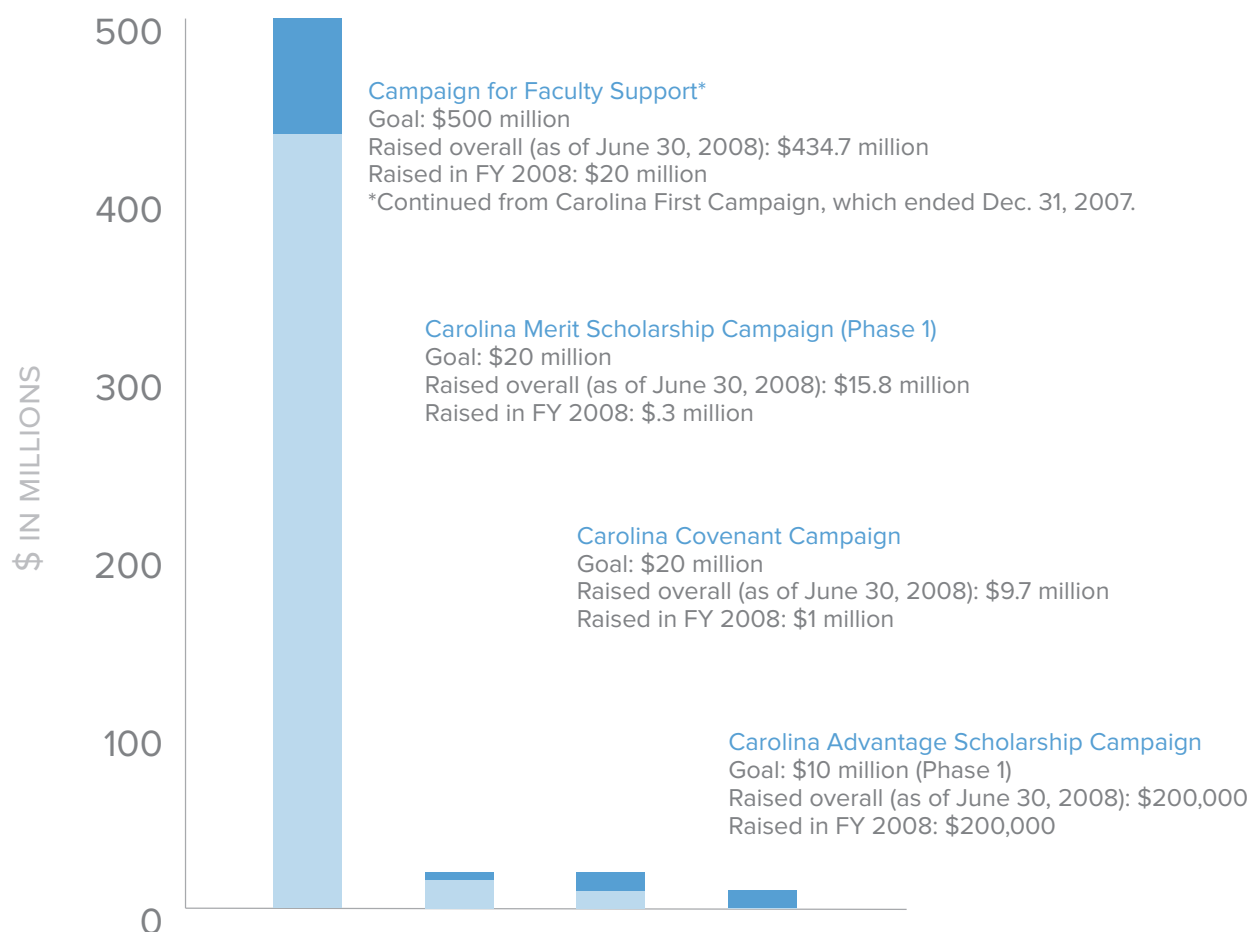 500
Campaign for Faculty Support*
Goal: $500 million
Raised overall (as of June 30, 2008): $434.7 million
Raised in FY 2008: $20 million
*Continued from Carolina First Campaign, which ended Dec. 31, 2007.
400
Carolina Merit Scholarship Campaign (Phase 1)
Goal: $20 million
Raised overall (as of June 30, 2008): $15.8 million
Raised in FY 2008: $.3 million
300
$ IN MILLIONS
Carolina Covenant Campaign
Goal: $20 million
Raised overall (as of June 30, 2008): $9.7 million
Raised in FY 2008: $1 million
200
Carolina Advantage Scholarship Campaign
Goal: $10 million (Phase 1)
Raised overall (as of June 30, 2008): $200,000
Raised in FY 2008: $200,000
100
0